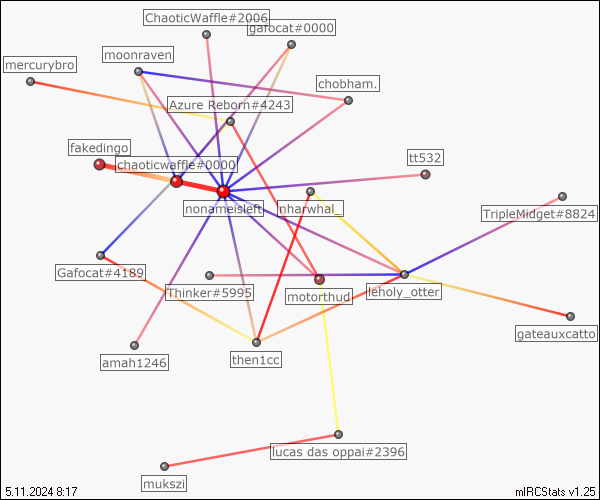 ChaoticWaffle#2006
gafocat#0000
moonraven
mercurybro
chobham.
Azure Reborn#4243
fakedingo
chaoticwaffle#0000
tt532
nonameisleft
nharwhal_
TripleMidget#8824
Gafocat#4189
Thinker#5995
motorthud
leholy_otter
gateauxcatto
amah1246
then1cc
lucas das oppai#2396
mukszi
5.11.2024 8:17
mIRCStats v1.25